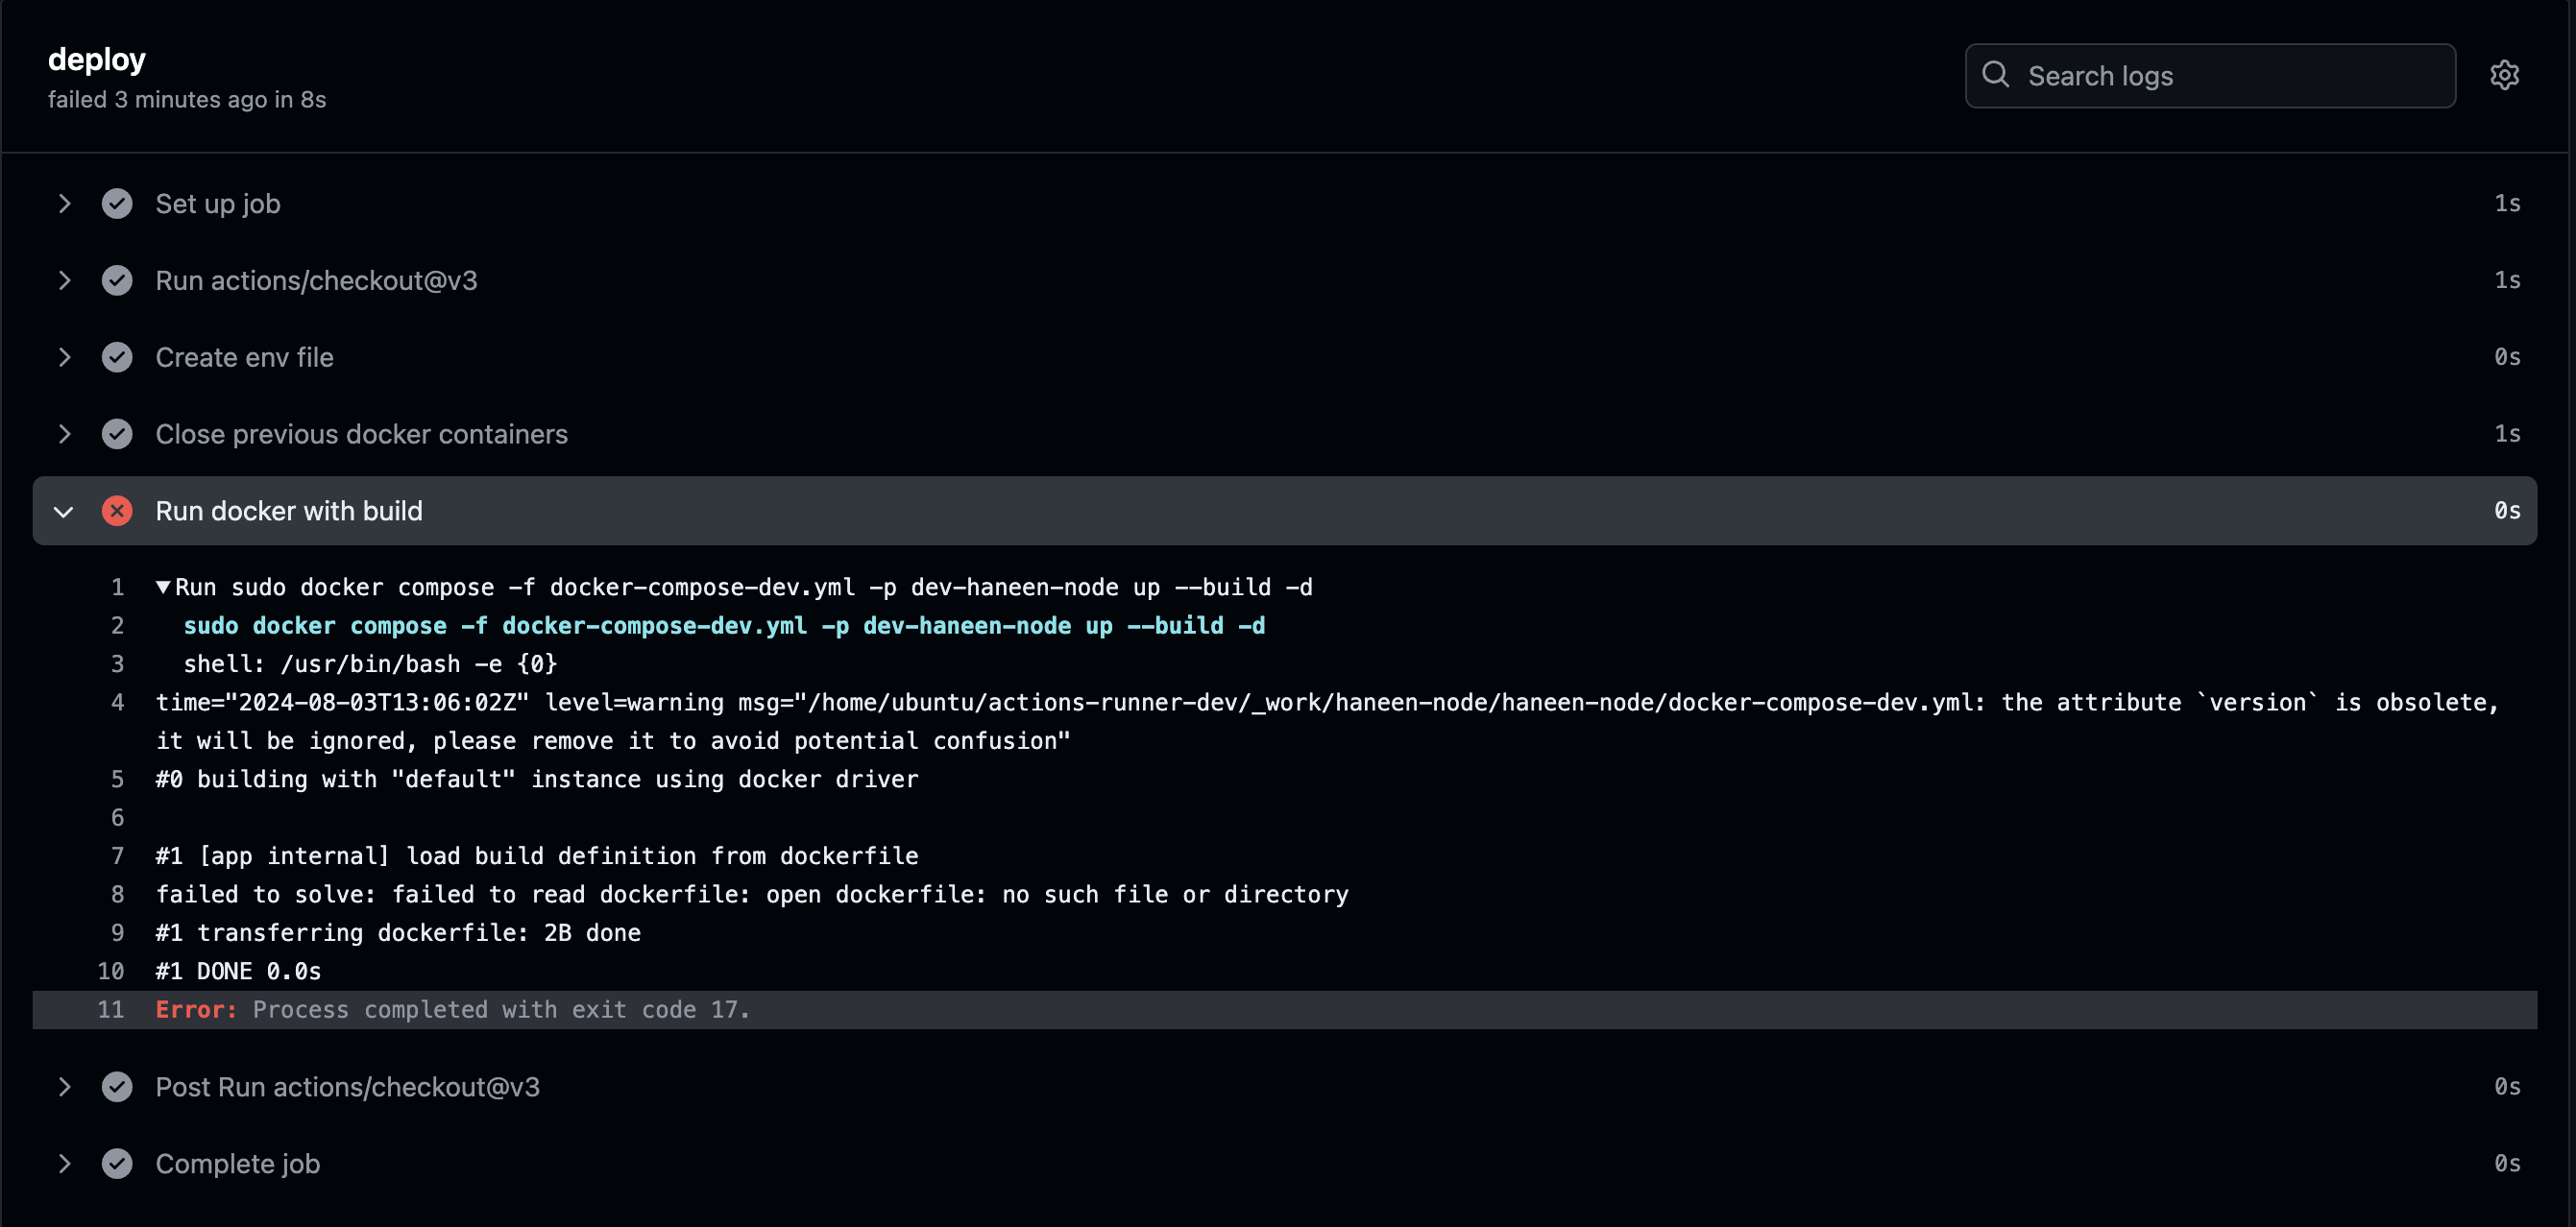 deploy
failed 3 minutes ago in 8s
Search logs
Set up job 1s
Run actions/checkout@v3 1s
Create env file 0s
Close previous docker containers 1s
Run docker with build 0s
1 ▼Run sudo docker compose -f docker-compose-dev.yml -p dev-haneen-node up --build -d
2 sudo docker compose -f docker-compose-dev.yml -p dev-haneen-node up --build -d
3 shell: /usr/bin/bash -e {0}
4 time="2024-08-03T13:06:02Z" level=warning msg="/home/ubuntu/actions-runner-dev/_work/haneen-node/haneen-node/docker-compose-dev.yml: the attribute `version` is obsolete,
it will be ignored, please remove it to avoid potential confusion"
5 #0 building with "default" instance using docker driver
6
7 #1 [app internal] load build definition from dockerfile
8 failed to solve: failed to read dockerfile: open dockerfile: no such file or directory
9 #1 transferring dockerfile: 2B done
10 #1 DONE 0.0s
11 Error: Process completed with exit code 17.
Post Run actions/checkout@v3 0s
Complete job 0s